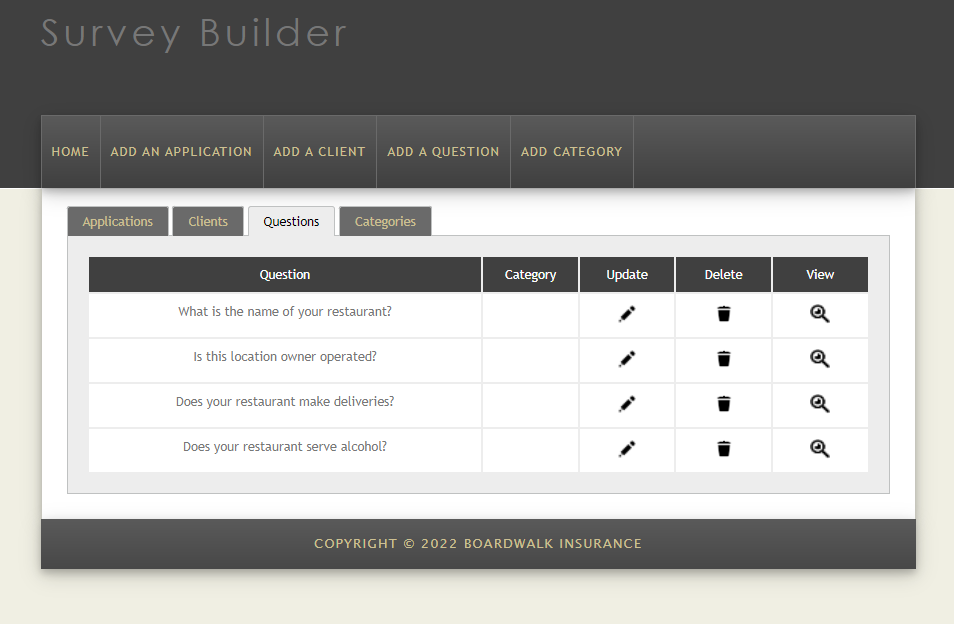 Survey Builder
HOME ADD AN APPLICATION ADD A CLIENT ADD A QUESTION ADD CATEGORY
Applications Clients Questions Categories
Question Category Update Delete View
What is the name of your restaurant?
Is this location owner operated?
Does your restaurant make deliveries?
Does your restaurant serve alcohol?
COPYRIGHT © 2022 BOARDWALK INSURANCE